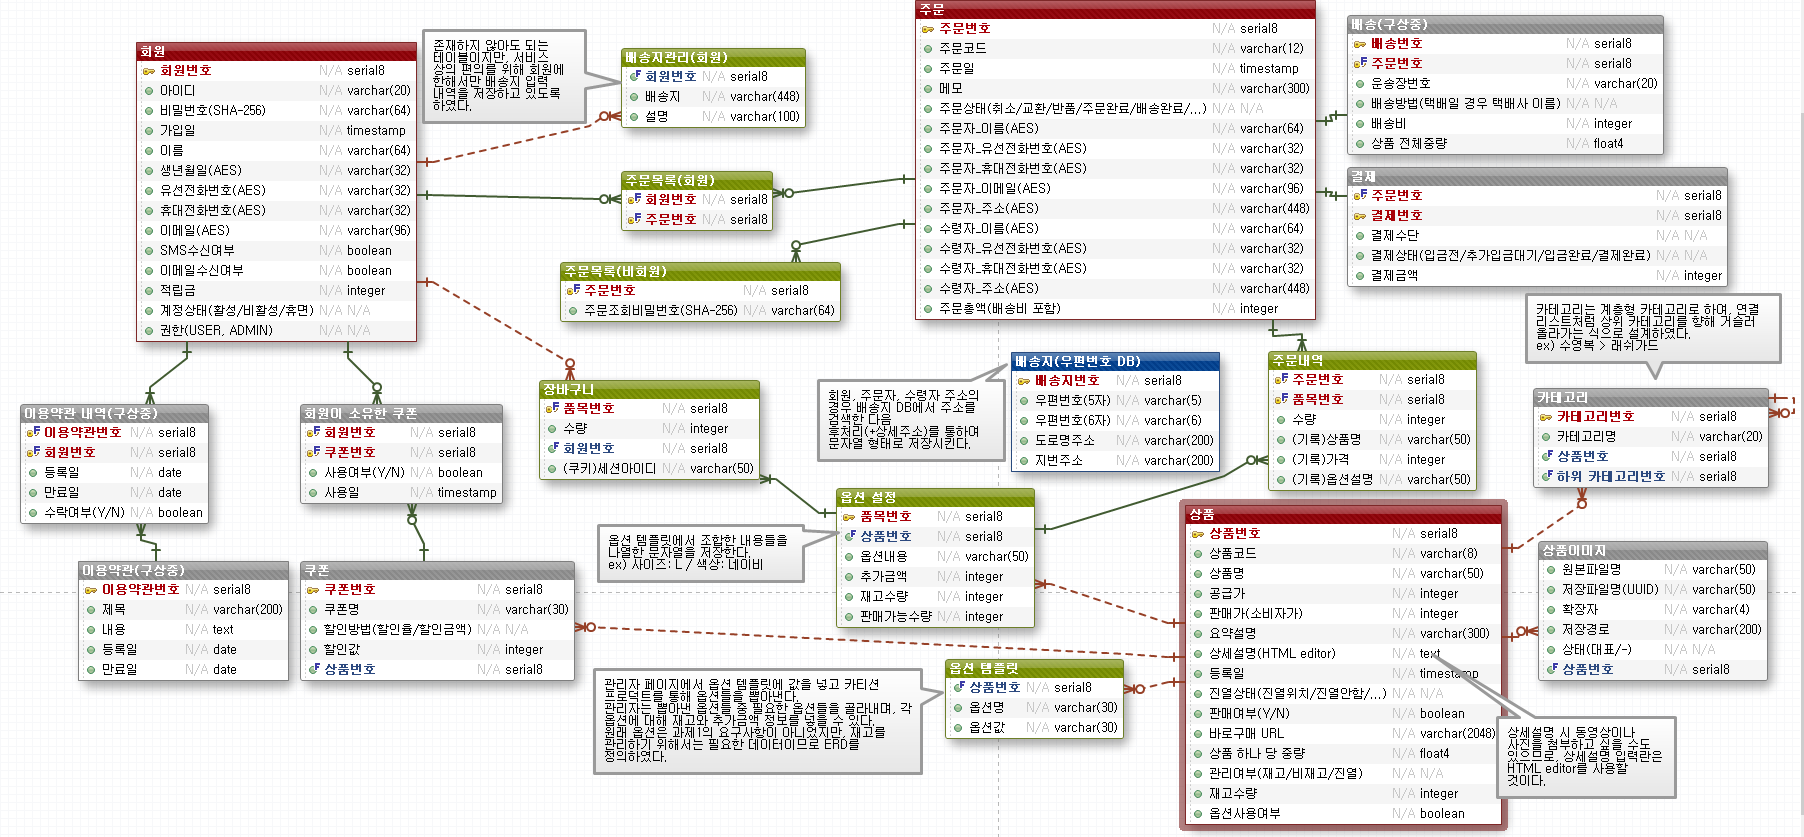 회원
회원번호 N/A serial8
아이디 N/A varchar(20)
비밀번호(SHA-256) N/A varchar(64)
가입일 N/A timestamp
이름 N/A varchar(64)
생년월일(AES) N/A varchar(32)
유선전화번호(AES) N/A varchar(32)
휴대전화번호(AES) N/A varchar(32)
이메일(AES) N/A varchar(96)
SMS수신여부 N/A boolean
이메일수신여부 N/A boolean
적립금 N/A integer
계정상태(활성/비활성/휴면) N/A N/A
권한(USER, ADMIN) N/A N/A
존재하지 않아도 되는
테이블이지만, 서비스
상의 편의를 위해 회원에
한해서만 배송지 입력
내역을 저장하고 있도록
하였다.
배송지관리(회원)
회원번호 N/A serial8
배송지 N/A varchar(448)
설명 N/A varchar(100)
주문목록(회원)
회원번호 N/A serial8
주문번호 N/A serial8
주문목록(비회원)
주문번호 N/A serial8
주문조회비밀번호(SHA-256) N/A varchar(64)
주문
주문번호 N/A serial8
주문코드 N/A varchar(12)
주문일 N/A timestamp
메모 N/A varchar(300)
주문상태(취소/교환/반품/주문완료/배송완료/...) N/A N/A
주문자_이름(AES) N/A varchar(64)
주문자_유선전화번호(AES) N/A varchar(32)
주문자_휴대전화번호(AES) N/A varchar(32)
주문자_이메일(AES) N/A varchar(96)
주문자_주소(AES) N/A varchar(448)
수령자_이름(AES) N/A varchar(64)
수령자_유선전화번호(AES) N/A varchar(32)
수령자_휴대전화번호(AES) N/A varchar(32)
수령자_주소(AES) N/A varchar(448)
주문총액(배송비 포함) N/A integer
배송(구상중)
배송번호 N/A serial8
주문번호 N/A serial8
운송장번호 N/A varchar(20)
배송방법(택배일 경우 택배사 이름) N/A N/A
배송비 N/A integer
상품 전체중량 N/A float4
결제
주문번호 N/A serial8
결제번호 N/A serial8
결제수단 N/A N/A
결제상태(입금전/추가입금대기/입금완료/결제완료) N/A N/A
결제금액 N/A integer
카테고리는 계층형 카테고리로 하며, 연결
리스트처럼 상위 카테고리를 향해 거슬러
올라가는 식으로 설계하였다.
ex) 수영복 > 래쉬가드
이용약관 내역(구상중)
이용약관번호 N/A serial8
회원번호 N/A serial8
등록일 N/A date
만료일 N/A date
수락여부(Y/N) N/A boolean
회원이 소유한 쿠폰
회원번호 N/A serial8
쿠폰번호 N/A serial8
사용여부(Y/N) N/A boolean
사용일 N/A timestamp
장바구니
품목번호 N/A serial8
수량 N/A integer
회원번호 N/A serial8
(쿠키)세션아이디 N/A varchar(50)
회원, 주문자, 수령자 주소의
경우 배송지 DB에서 주소를
검색한 다음
후처리(+상세주소)를 통하며
문자열 형태로 저장시킨다.
배송지(우편번호 DB)
배송지번호 N/A serial8
우편번호(5자) N/A varchar(5)
우편번호(6자) N/A varchar(6)
도로명주소 N/A varchar(200)
지번주소 N/A varchar(200)
주문내역
주문번호 N/A serial8
품목번호 N/A serial8
수량 N/A integer
(기록)상품명 N/A varchar(50)
(기록)가격 N/A integer
(기록)옵션설명 N/A varchar(50)
카테고리
카테고리번호 N/A serial8
카테고리명 N/A varchar(20)
상품번호 N/A serial8
하위 카테고리번호 N/A serial8
이용약관(구상중)
이용약관번호 N/A serial8
제목 N/A varchar(200)
내용 N/A text
등록일 N/A date
만료일 N/A date
쿠폰
쿠폰번호 N/A serial8
쿠폰명 N/A varchar(30)
할인방법(할인율/할인금액) N/A N/A
할인값 N/A integer
상품번호 N/A serial8
옵션 템플릿에서 조합한 내용들을
나열한 문자열을 저장한다.
ex) 사이즈: L / 색상: 네이비
옵션 설정
품목번호 N/A serial8
상품번호 N/A serial8
옵션내용 N/A varchar(50)
추가금액 N/A integer
재고수량 N/A integer
판매가능수량 N/A integer
관리자 페이지에서 옵션 템플릿에 값을 넣고 카티션
프로덕트를 통해 옵션들을 뽑아낸다.
관리자는 뽑아낸 옵션들 중 필요한 옵션들을 골라내며, 각
옵션에 대해 재고와 추가금액 정보를 넣을 수 있다.
원래 옵션은 과제1의 요구사항이 아니었지만, 재고를
관리하기 위해서는 필요한 데이터이므로 ERD를
정의하였다.
옵션 템플릿
상품번호 N/A serial8
옵션명 N/A varchar(30)
옵션값 N/A varchar(30)
상품
상품번호 N/A serial8
상품코드 N/A varchar(8)
상품명 N/A varchar(50)
공급가 N/A integer
판매가(소비자가) N/A integer
요약설명 N/A varchar(300)
상세설명(HTML editor) N/A text
등록일 N/A timestamp
진열상태(진열위치/진열안함/...) N/A N/A
판매여부(Y/N) N/A boolean
바로구매 URL N/A varchar(2048)
상품 하나 당 중량 N/A float4
관리여부(재고/비재고/진열) N/A N/A
재고수량 N/A integer
옵션사용여부 N/A boolean
상품이미지
원본파일명 N/A varchar(50)
저장파일명(UUID) N/A varchar(50)
확장자 N/A varchar(4)
저장경로 N/A varchar(200)
상태(대표/-) N/A N/A
상품번호 N/A serial8
상세설명 시 동영상이나
사진을 첨부하고 싶을 수도
있으므로, 상세설명 입력란은
HTML editor를 사용할
것이다.